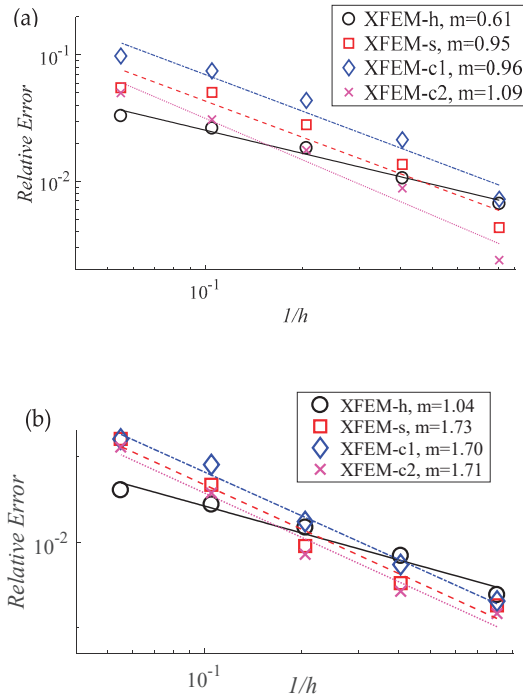 (a)
XFEM-h, m=0.61
XFEM-s, m=0.95
XFEM-c1, m=0.96
XFEM-c2, m=1.09
10⁻¹
10⁻²
Relative Error
10⁻¹
1/h
(b)
XFEM-h, m=1.04
XFEM-s, m=1.73
XFEM-c1, m=1.70
XFEM-c2, m=1.71
10⁻²
Relative Error
10⁻¹
1/h